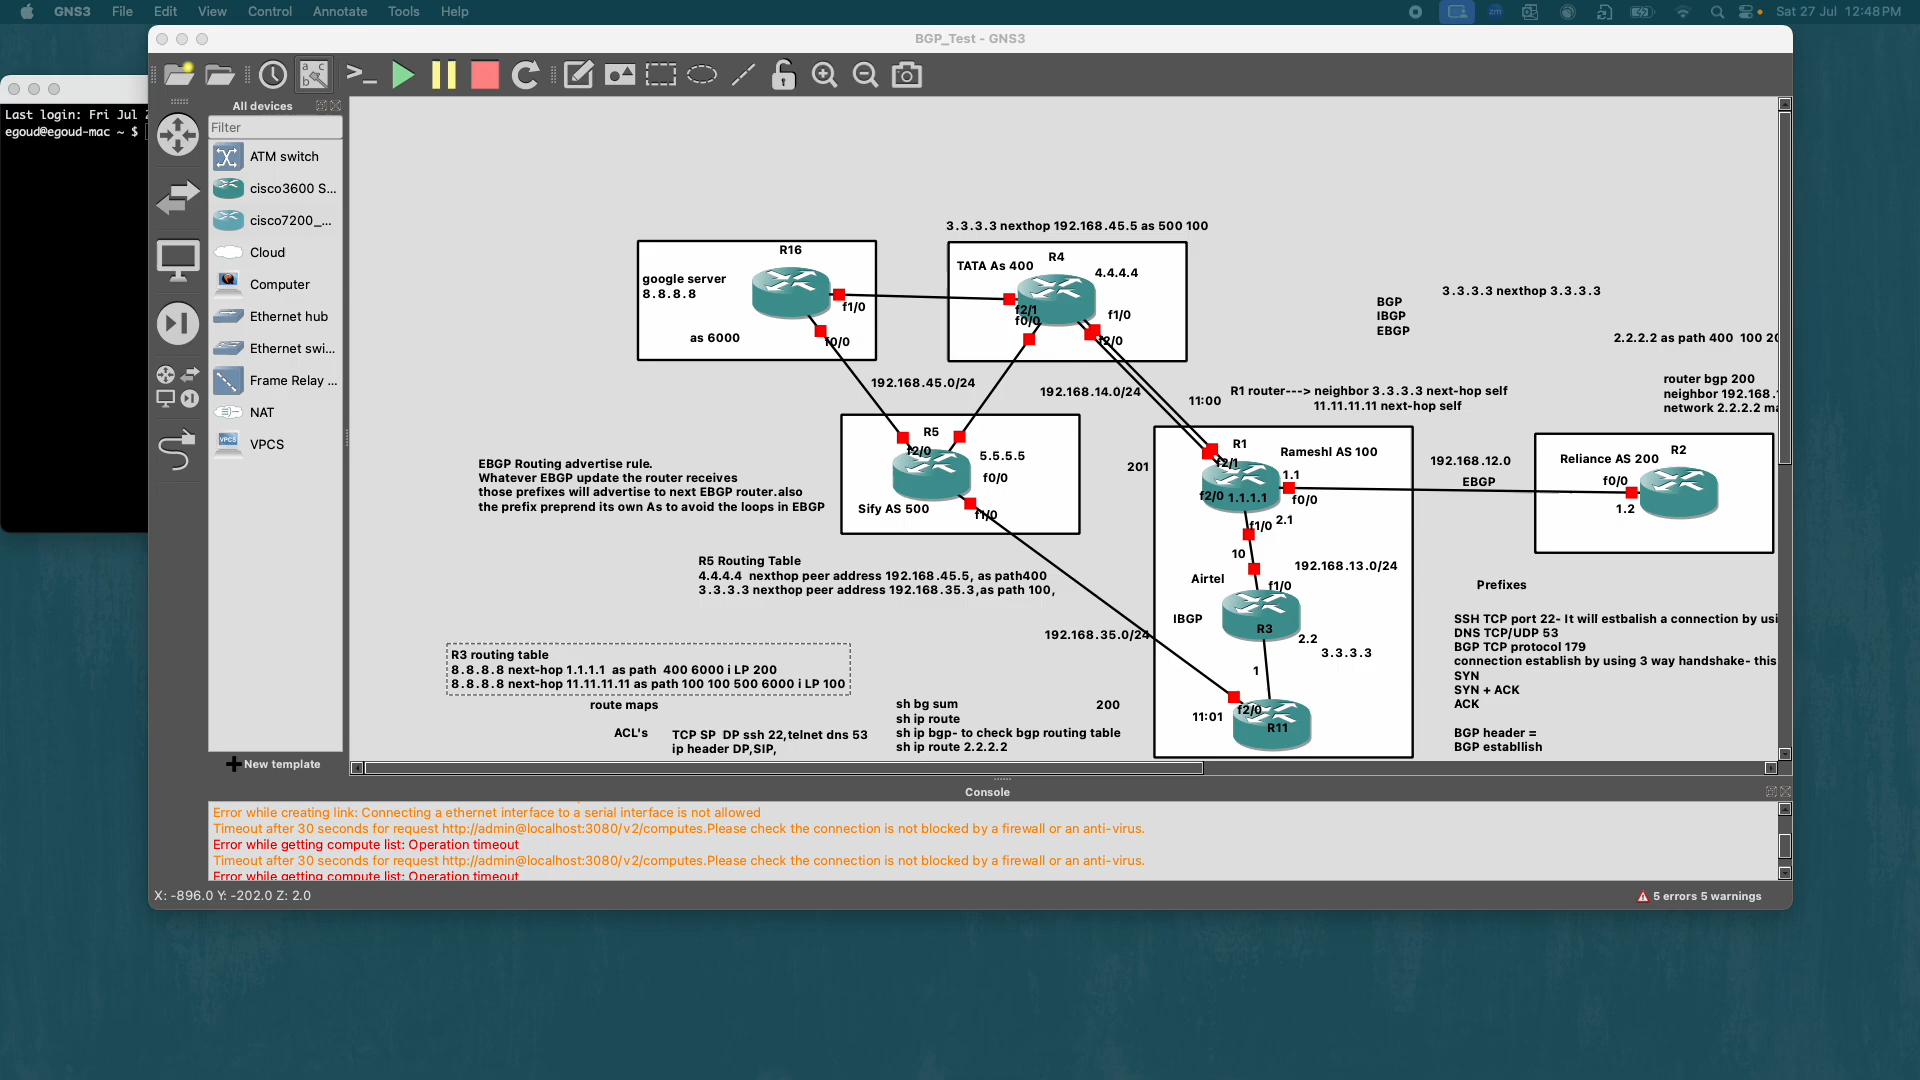 GNS3 File Edit View Control Annotate Tools Help
zm
Sat 27 Jul 12:48 PM
BGP_Test - GNS3
Last login: Fri Jul 2
egoud@egoud-mac ~ $
All devices
Filter
ATM switch
cisco3600 S...
cisco7200_...
Cloud
Computer
Ethernet hub
Ethernet swi...
Frame Relay ...
NAT
VPCS
VPCS
New template
3.3.3.3 nexthop 192.168.45.5 as 500 100
R16
google server
8.8.8.8
f1/0
f0/0
as 6000
R4
TATA As 400
4.4.4.4
f2/1
f0/0
f1/0
f2/0
3.3.3.3 nexthop 3.3.3.3
BGP
IBGP
EBGP
2.2.2.2 as path 400 100 20
192.168.45.0/24
192.168.14.0/24
11:00
R1 router---> neighbor 3.3.3.3 next-hop self
11.11.11.11 next-hop self
router bgp 200
neighbor 192.168.
network 2.2.2.2 ma
R5
f2/0
5.5.5.5
f0/0
Sify AS 500
f1/0
EBGP Routing advertise rule.
Whatever EBGP update the router receives
those prefixes will advertise to next EBGP router.also
the prefix preprend its own As to avoid the loops in EBGP
201
R1
Rameshl AS 100
f2/1
1.1
f2/0 1.1.1.1
f0/0
f1/0 2.1
192.168.12.0
EBGP
Reliance AS 200
R2
f0/0
1.2
10
192.168.13.0/24
Airtel
f1/0
IBGP
R3
2.2
3.3.3.3
1
11:01
f2/0
R11
R5 Routing Table
4.4.4.4 nexthop peer address 192.168.45.5, as path400
3.3.3.3 nexthop peer address 192.168.35.3,as path 100,
192.168.35.0/24
R3 routing table
8.8.8.8 next-hop 1.1.1.1 as path 400 6000 i LP 200
8.8.8.8 next-hop 11.11.11.11 as path 100 100 500 6000 i LP 100
route maps
ACL's
TCP SP DP ssh 22,telnet dns 53
ip header DP,SIP,
sh bg sum
sh ip route
sh ip bgp- to check bgp routing table
sh ip route 2.2.2.2
200
Prefixes
SSH TCP port 22- It will estbalish a connection by usi
DNS TCP/UDP 53
BGP TCP protocol 179
connection establish by using 3 way handshake- this
SYN
SYN + ACK
ACK
BGP header =
BGP establlish
Console
Error while creating link: Connecting a ethernet interface to a serial interface is not allowed
Timeout after 30 seconds for request http://admin@localhost:3080/v2/computes.Please check the connection is not blocked by a firewall or an anti-virus.
Error while getting compute list: Operation timeout
Timeout after 30 seconds for request http://admin@localhost:3080/v2/computes.Please check the connection is not blocked by a firewall or an anti-virus.
Error while getting compute list: Operation timeout
X: -896.0 Y: -202.0 Z: 2.0
5 errors 5 warnings